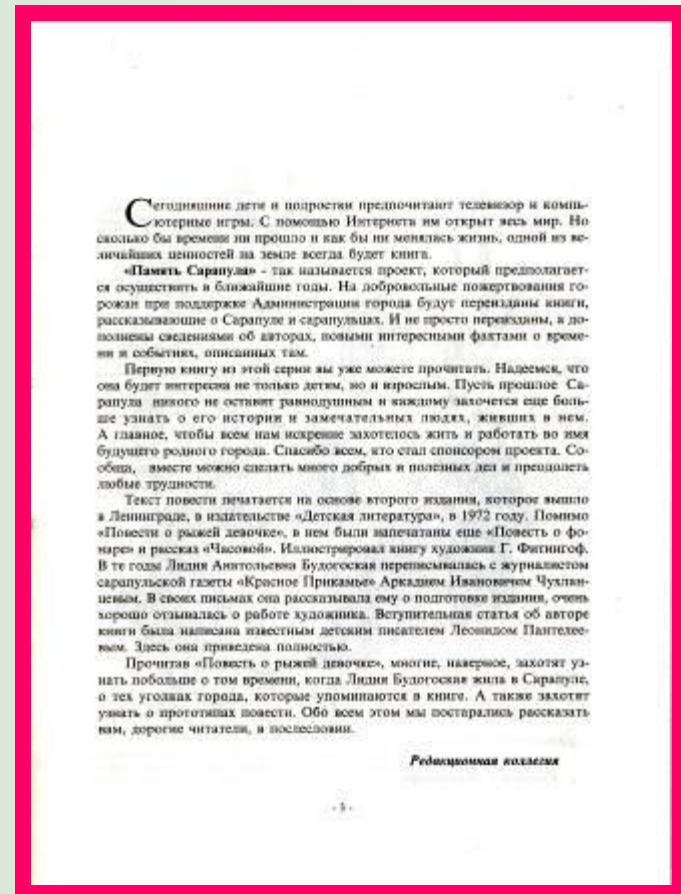 Сегодняшние дети и подростки предпочитают телевизор и компь-
ютерные игры. С помощью Интернета им открыт весь мир. Но
сколько бы времени ни прошло и как бы ни менялась жизнь, одной из ве-
личайших ценностей на земле всегда будет книга.
«Память Сарапула» - так называется проект, который предполагает-
ся осуществить в ближайшие годы. На добровольные пожертвования го-
рожан при поддержке Администрации города будут переизданы книги,
рассказывающие о Сарапуле и сарапульцах. И не просто переизданы, а до-
полнены сведениями об авторах, новыми интересными фактами о време-
ни и событиях, описанных там.
Первую книгу из этой серии вы уже можете прочитать. Надеемся, что
она будет интересна не только детям, но и взрослым. Пусть прошлое Са-
рапула никого не оставит равнодушным и каждому захочется еще боль-
ше узнать о его истории и замечательных людях, живших в нем.
А главное, чтобы всем нам искренне захотелось жить и работать во имя
будущего родного города. Спасибо всем, кто стал спонсором проекта. Со-
обща, вместе можно сделать много добрых и полезных дел и преодолеть
любые трудности.
Текст повести печатается на основе второго издания, которое вышло
в Ленинграде, в издательстве «Детская литература», в 1972 году. Помимо
«Повести о рыжей девочке», в нем были напечатаны еще «Повесть о фо-
наре» и рассказ «Часовой». Иллюстрировал книгу художник Г. Фитингоф.
В те годы Лидия Анатольевна Будогоская переписывалась с журналистом
сарапульской газеты «Красное Прикамье» Аркадием Ивановичем Чухлан-
цевым. В своих письмах она рассказывала ему о подготовке издания, очень
хорошо отзывалась о работе художника. Вступительная статья об авторе
книги была написана известным детским писателем Леонидом Пантелее-
вым. Здесь она приведена полностью.
Прочитав «Повесть о рыжей девочке», многие, наверное, захотят уз-
нать побольше о том времени, когда Лидия Будогоская жила в Сарапуле,
о тех уголках города, которые упоминаются в книге. А также захотят
узнать о прототипах повести. Обо всем этом мы постарались рассказать
вам, дорогие читатели, в послесловии.
Редакционная коллегия
- 3 -